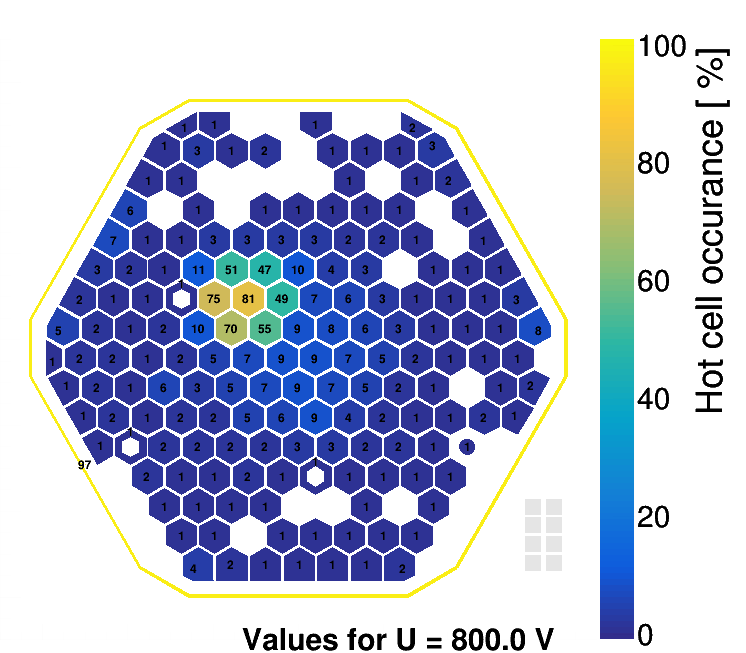 100
1 1 1 2
1 3 1 2 1 1 1 3
1 1 1 1 2
6 1 1 1 1 1 1 1
7 1 1 3 3 3 3 2 2 1 1
3 2 1 11 51 47 10 4 3 1 1 1
2 1 1 1 75 81 49 7 6 3 1 1 1 3
5 2 1 2 10 70 55 9 8 6 3 1 1 1 8
1 2 2 1 2 5 7 9 9 7 5 2 1 1 1
1 2 1 6 3 5 7 9 7 5 2 1 1 2
1 2 1 2 2 5 6 9 4 2 1 1 2 1
1 1 2 2 2 2 3 3 2 2 1 1
97
2 1 1 2 1 1 1 1 1 1
1 1 1 1 1 1
1 1 1 1 1 1 1
4 2 1 1 1 1 2
80
60
40
20
0
Hot cell occurance [ %]
Values for U = 800.0 V